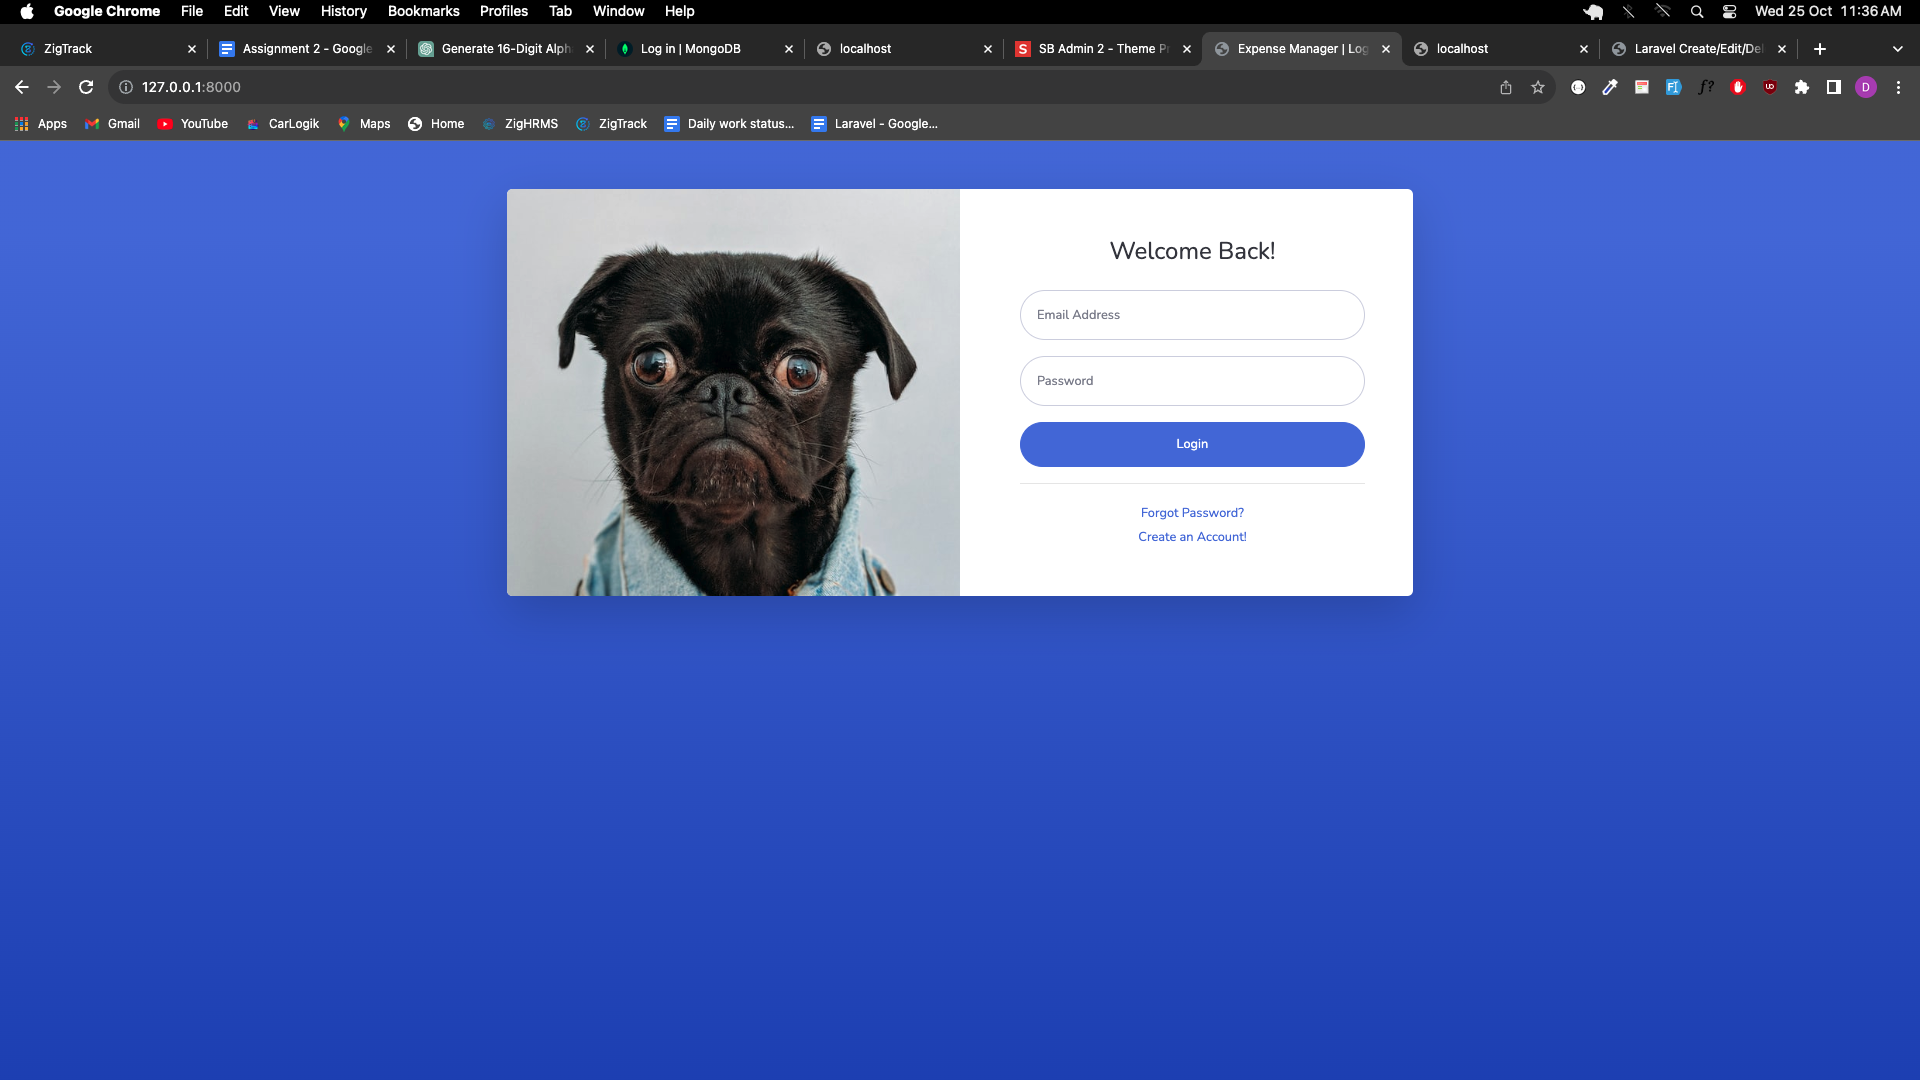 Google Chrome File Edit View History Bookmarks Profiles Tab Window Help Wed 25 Oct 11:36 AM
ZigTrack Assignment 2 - Google Generate 16-Digit Alph Log in | MongoDB localhost SB Admin 2 - Theme P Expense Manager | Log localhost Laravel Create/Edit/Del
127.0.0.1:8000 D
Apps Gmail YouTube CarLogik Maps Home ZigHRMS ZigTrack Daily work status... Laravel - Google...
Welcome Back!
Email Address
Password
Login
Forgot Password?
Create an Account!